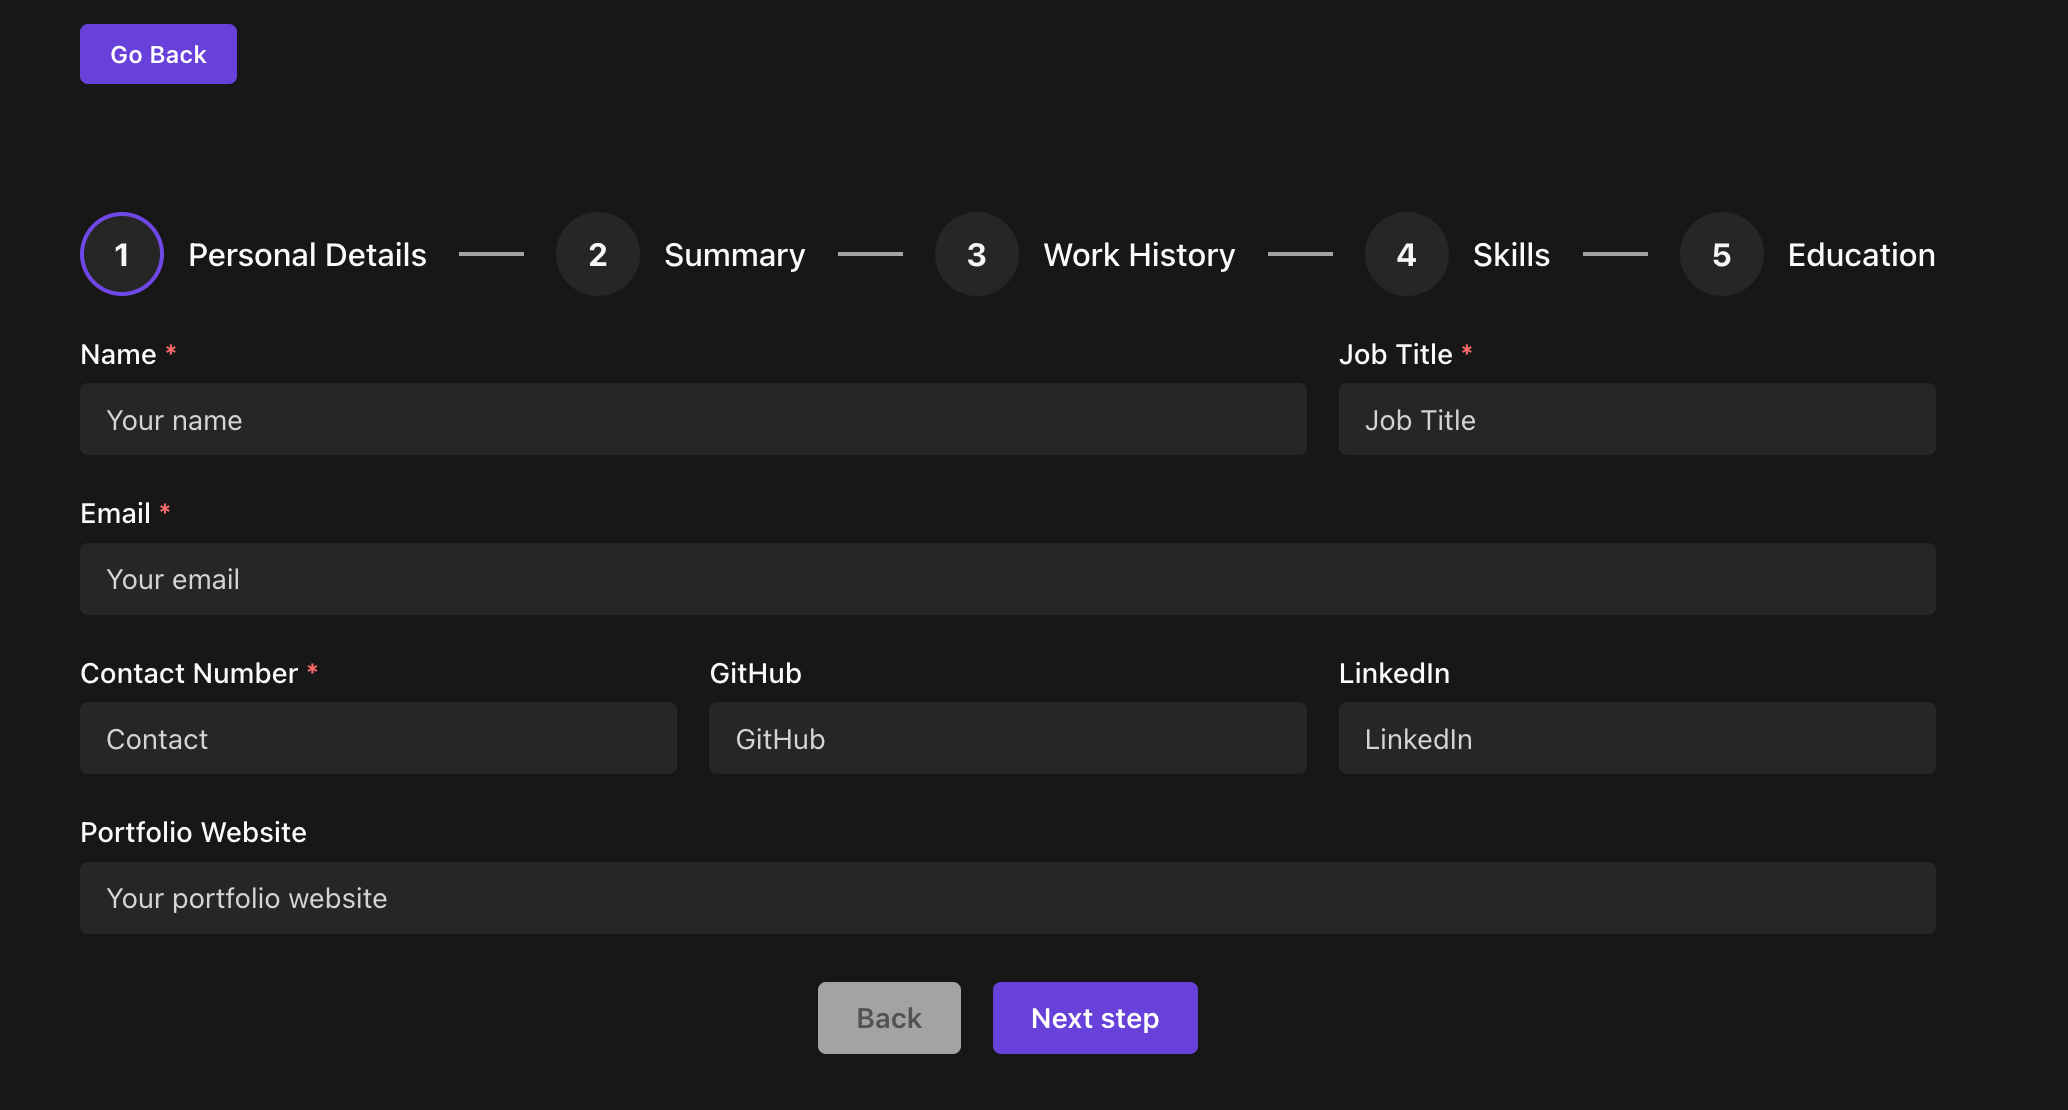 Go Back
1 Personal Details 2 Summary 3 Work History 4 Skills 5 Education
Name * Job Title *
Your name Job Title
Email *
Your email
Contact Number * GitHub LinkedIn
Contact GitHub LinkedIn
Portfolio Website
Your portfolio website
Back Next step